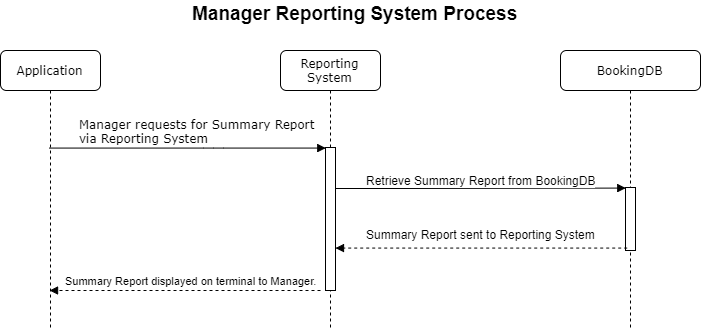 Manager Reporting System Process
Application
Reporting
System
BookingDB
Manager requests for Summary Report
via Reporting System
Retrieve Summary Report from BookingDB
Summary Report sent to Reporting System
Summary Report displayed on terminal to Manager.